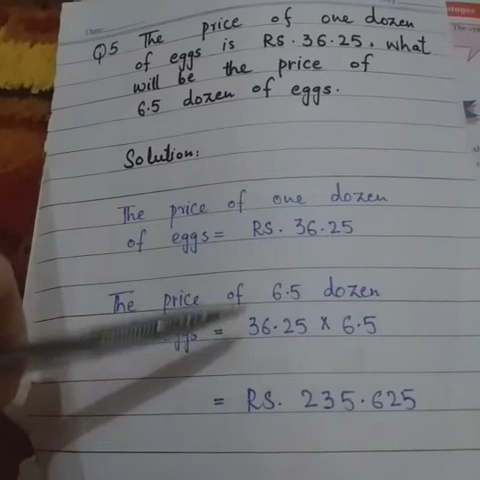 Date:
Q5 The price of one dozen
of eggs is RS.36.25. what
will be the price of
6.5 dozen of eggs.
Solution:
The price of one dozen
of eggs= RS. 36.25
The price of 6.5 dozen
eggs = 36.25 x 6.5
= RS. 235.625